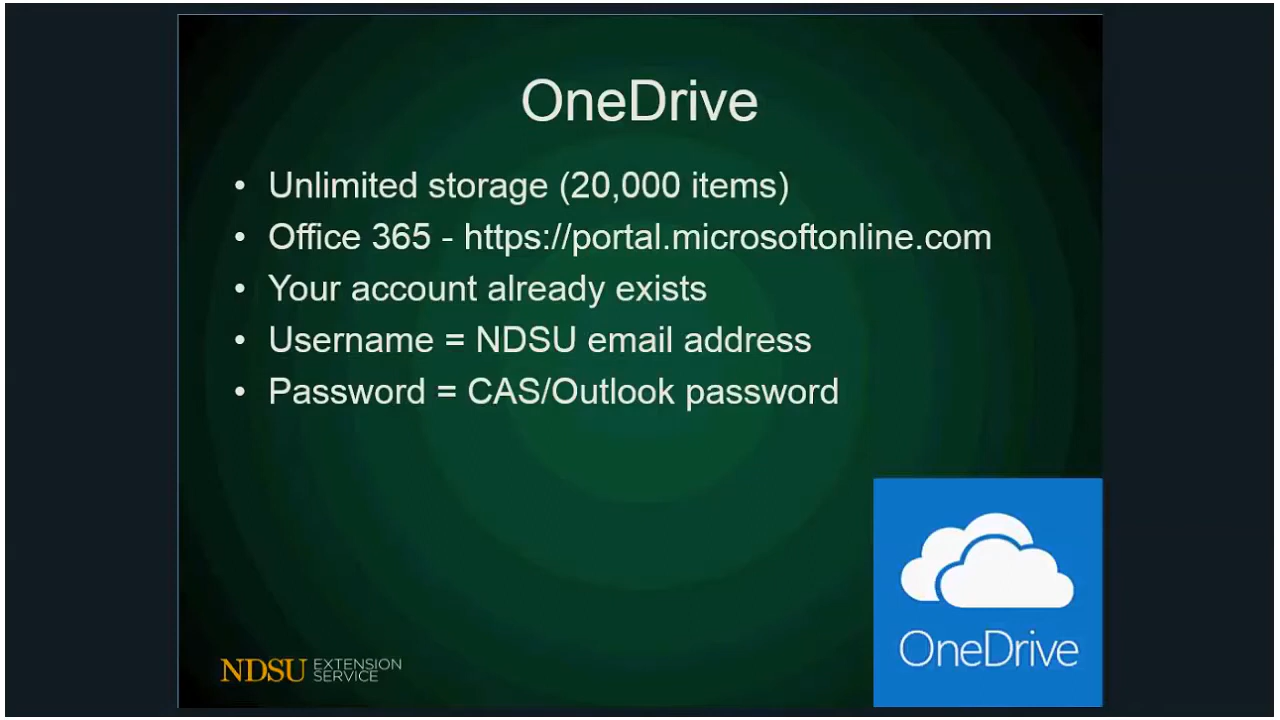 OneDrive
• Unlimited storage (20,000 items)
• Office 365 - https://portal.microsoftonline.com
• Your account already exists
• Username = NDSU email address
• Password = CAS/Outlook password
OneDrive
NDSU EXTENSION
SERVICE